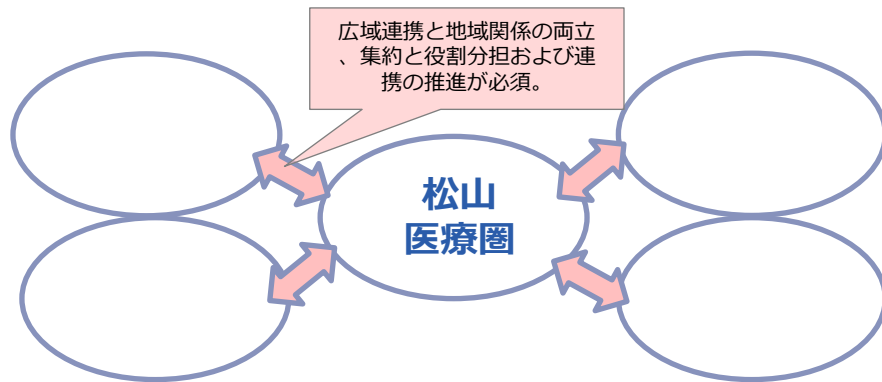 広域連携と地域関係の両立
、集約と役割分担および連
携の推進が必須。
松山
医療圏